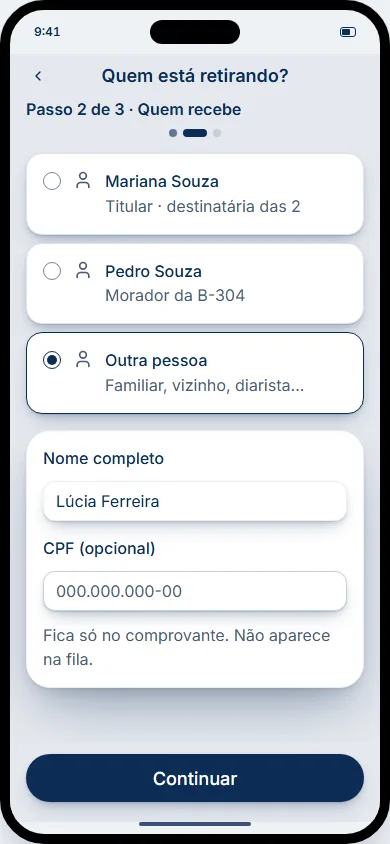 9:41
Quem está retirando?
Passo 2 de 3 · Quem recebe
Mariana Souza
Titular · destinatária das 2
Pedro Souza
Morador da B-304
Outra pessoa
Familiar, vizinho, diarista...
Nome completo
Lúcia Ferreira
CPF (opcional)
000.000.000-00
Fica só no comprovante. Não aparece
na fila.
Continuar